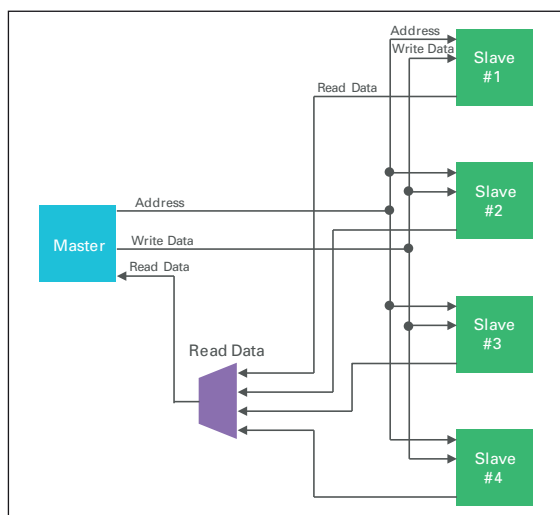 Address
Write Data
Slave
#1
Read Data
Slave
#2
Address
Master
Write Data
Read Data
Slave
#3
Read Data
Slave
#4